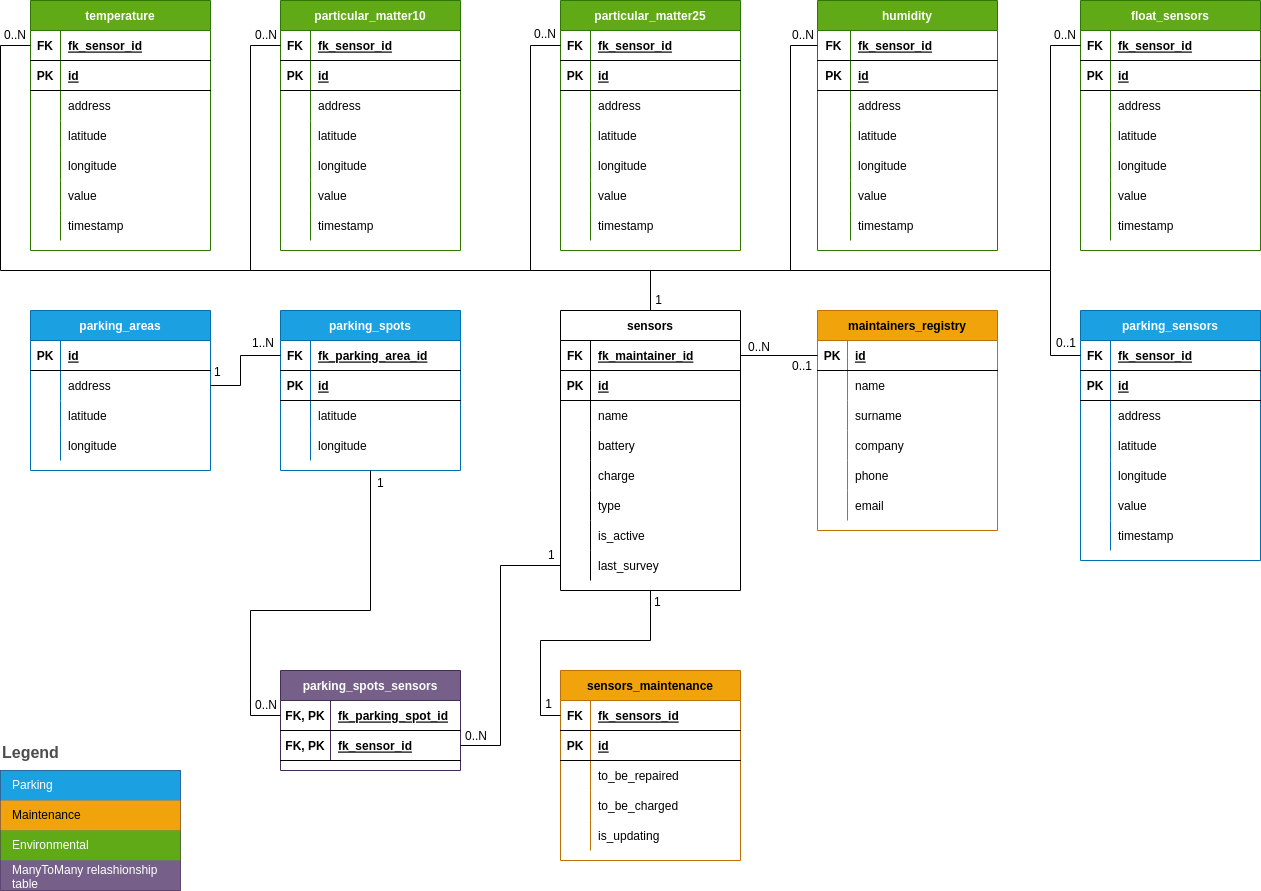 temperature
0..N
FK fk_sensor_id
PK id
address
latitude
longitude
value
timestamp
particular_matter10
0..N
FK fk_sensor_id
PK id
address
latitude
longitude
value
timestamp
particular_matter25
0..N
FK fk_sensor_id
PK id
address
latitude
longitude
value
timestamp
humidity
0..N
FK fk_sensor_id
PK id
address
latitude
longitude
value
timestamp
float_sensors
0..N
FK fk_sensor_id
PK id
address
latitude
longitude
value
timestamp
1
parking_areas
PK id
address
latitude
longitude
1
1..N
parking_spots
FK fk_parking_area_id
PK id
latitude
longitude
1
sensors
FK fk_maintainer_id
PK id
name
battery
charge
type
is_active
last_survey
0..N
0..1
1
1
maintainers_registry
PK id
name
surname
company
phone
email
0..1
parking_sensors
FK fk_sensor_id
PK id
address
latitude
longitude
value
timestamp
parking_spots_sensors
0..N
FK, PK fk_parking_spot_id
FK, PK fk_sensor_id
0..N
sensors_maintenance
1
FK fk_sensors_id
PK id
to_be_repaired
to_be_charged
is_updating
Legend
Parking
Maintenance
Environmental
ManyToMany relashionship
table